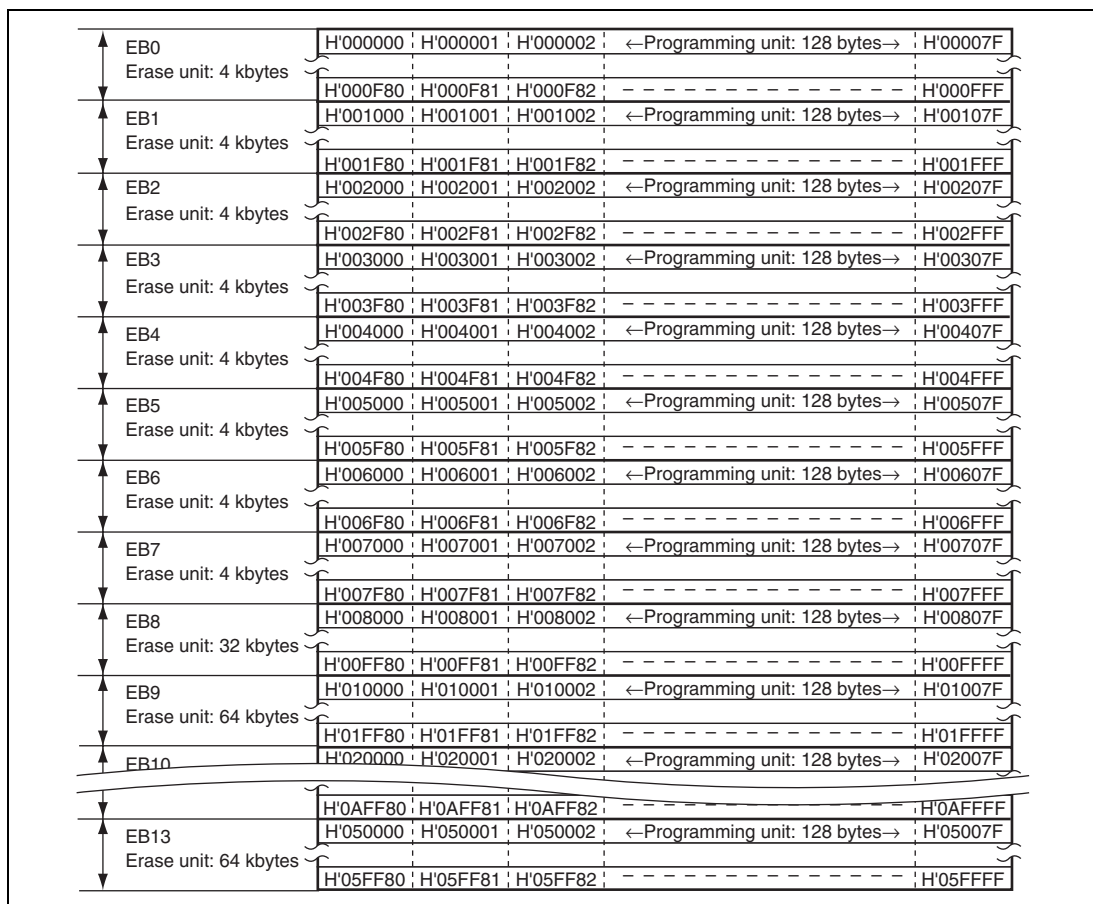 EB0 H'000000 H'000001 H'000002 ←Programming unit: 128 bytes→ H'00007F
Erase unit: 4 kbytes
H'000F80 H'000F81 H'000F82 – – – – – – – – – – – – – – – H'000FFF
EB1 H'001000 H'001001 H'001002 ←Programming unit: 128 bytes→ H'00107F
Erase unit: 4 kbytes
H'001F80 H'001F81 H'001F82 – – – – – – – – – – – – – – – H'001FFF
EB2 H'002000 H'002001 H'002002 ←Programming unit: 128 bytes→ H'00207F
Erase unit: 4 kbytes
H'002F80 H'002F81 H'002F82 – – – – – – – – – – – – – – – H'002FFF
EB3 H'003000 H'003001 H'003002 ←Programming unit: 128 bytes→ H'00307F
Erase unit: 4 kbytes
H'003F80 H'003F81 H'003F82 – – – – – – – – – – – – – – – H'003FFF
EB4 H'004000 H'004001 H'004002 ←Programming unit: 128 bytes→ H'00407F
Erase unit: 4 kbytes
H'004F80 H'004F81 H'004F82 – – – – – – – – – – – – – – – H'004FFF
EB5 H'005000 H'005001 H'005002 ←Programming unit: 128 bytes→ H'00507F
Erase unit: 4 kbytes
H'005F80 H'005F81 H'005F82 – – – – – – – – – – – – – – – H'005FFF
EB6 H'006000 H'006001 H'006002 ←Programming unit: 128 bytes→ H'00607F
Erase unit: 4 kbytes
H'006F80 H'006F81 H'006F82 – – – – – – – – – – – – – – – H'006FFF
EB7 H'007000 H'007001 H'007002 ←Programming unit: 128 bytes→ H'00707F
Erase unit: 4 kbytes
H'007F80 H'007F81 H'007F82 – – – – – – – – – – – – – – – H'007FFF
EB8 H'008000 H'008001 H'008002 ←Programming unit: 128 bytes→ H'00807F
Erase unit: 32 kbytes
H'00FF80 H'00FF81 H'00FF82 – – – – – – – – – – – – – – – H'00FFFF
EB9 H'010000 H'010001 H'010002 ←Programming unit: 128 bytes→ H'01007F
Erase unit: 64 kbytes
H'01FF80 H'01FF81 H'01FF82 – – – – – – – – – – – – – – – H'01FFFF
EB10 H'020000 H'020001 H'020002 ←Programming unit: 128 bytes→ H'02007F
H'0AFF80 H'0AFF81 H'0AFF82 – – – – – – – – – – – – – – – H'0AFFFF
EB13 H'050000 H'050001 H'050002 ←Programming unit: 128 bytes→ H'05007F
Erase unit: 64 kbytes
H'05FF80 H'05FF81 H'05FF82 – – – – – – – – – – – – – – – H'05FFFF